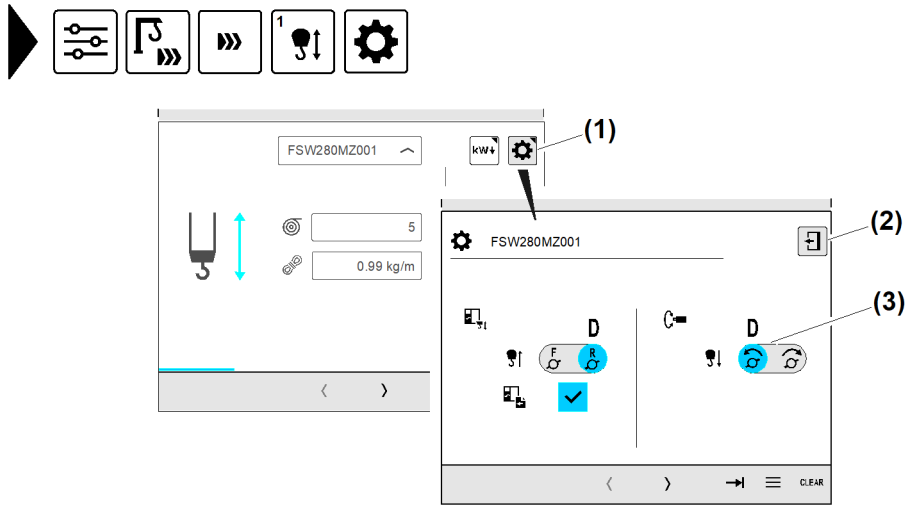 1
(1)
FSW280MZ001
kW
5
0.99 kg/m
(2)
FSW280MZ001
(3)
D
D
F
R
CLEAR